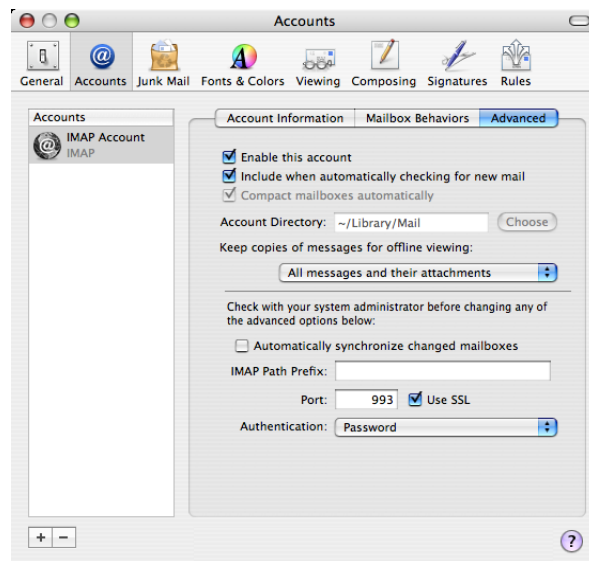 Accounts
General Accounts Junk Mail Fonts & Colors Viewing Composing Signatures Rules
Accounts
IMAP Account
IMAP
Account Information Mailbox Behaviors Advanced
Enable this account
Include when automatically checking for new mail
Compact mailboxes automatically
Account Directory: ~/Library/Mail Choose
Keep copies of messages for offline viewing:
All messages and their attachments
Check with your system administrator before changing any of
the advanced options below:
Automatically synchronize changed mailboxes
IMAP Path Prefix:
Port: 993 Use SSL
Authentication: Password
+ − ?